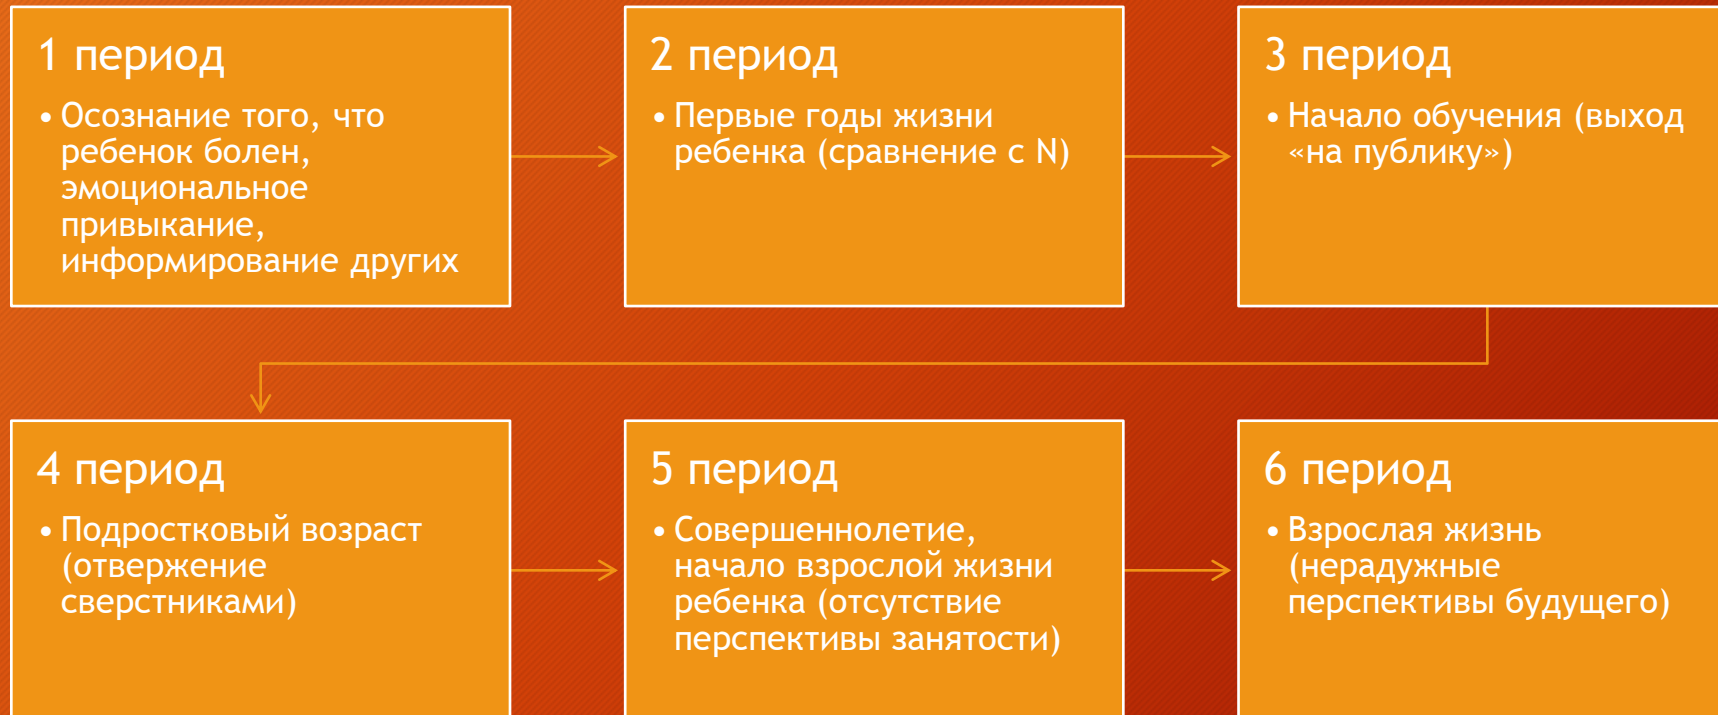 1 период
• Осознание того, что
ребенок болен,
эмоциональное
привыкание,
информирование других
2 период
• Первые годы жизни
ребенка (сравнение с N)
3 период
• Начало обучения (выход
«на публику»)
4 период
• Подростковый возраст
(отвержение
сверстниками)
5 период
• Совершеннолетие,
начало взрослой жизни
ребенка (отсутствие
перспективы занятости)
6 период
• Взрослая жизнь
(нерадужные
перспективы будущего)